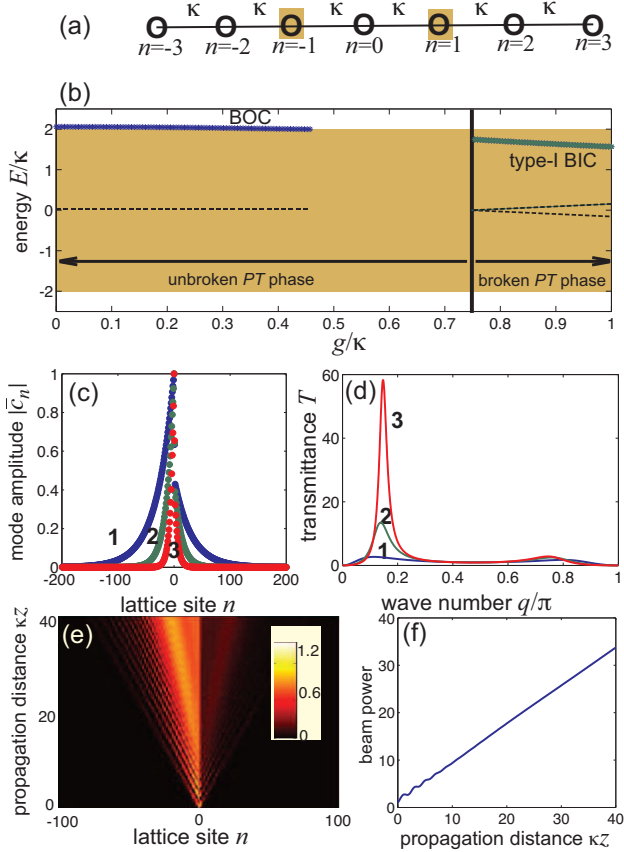 (a)
κ κ κ κ κ κ
n=-3 n=-2 n=-1 n=0 n=1 n=2 n=3
(b)
BOC
type-I BIC
energy E/κ
2
1
0
-1
-2
unbroken PT phase
broken PT phase
0 0.1 0.2 0.3 0.4 0.5 0.6 0.7 0.8 0.9 1
g/κ
(c)
mode amplitude |c̄ₙ|
1
0.8
0.6
0.4
0.2
0
1 2 3
-200 -100 0 100 200
lattice site n
(d)
transmittance T
60
40
20
0
3
2
1
0 0.2 0.4 0.6 0.8 1
wave number q/π
(e)
propagation distance κz
40
20
0
1.2
0.6
0
-100 0 100
lattice site n
(f)
beam power
40
30
20
10
0
0 10 20 30 40
propagation distance κz